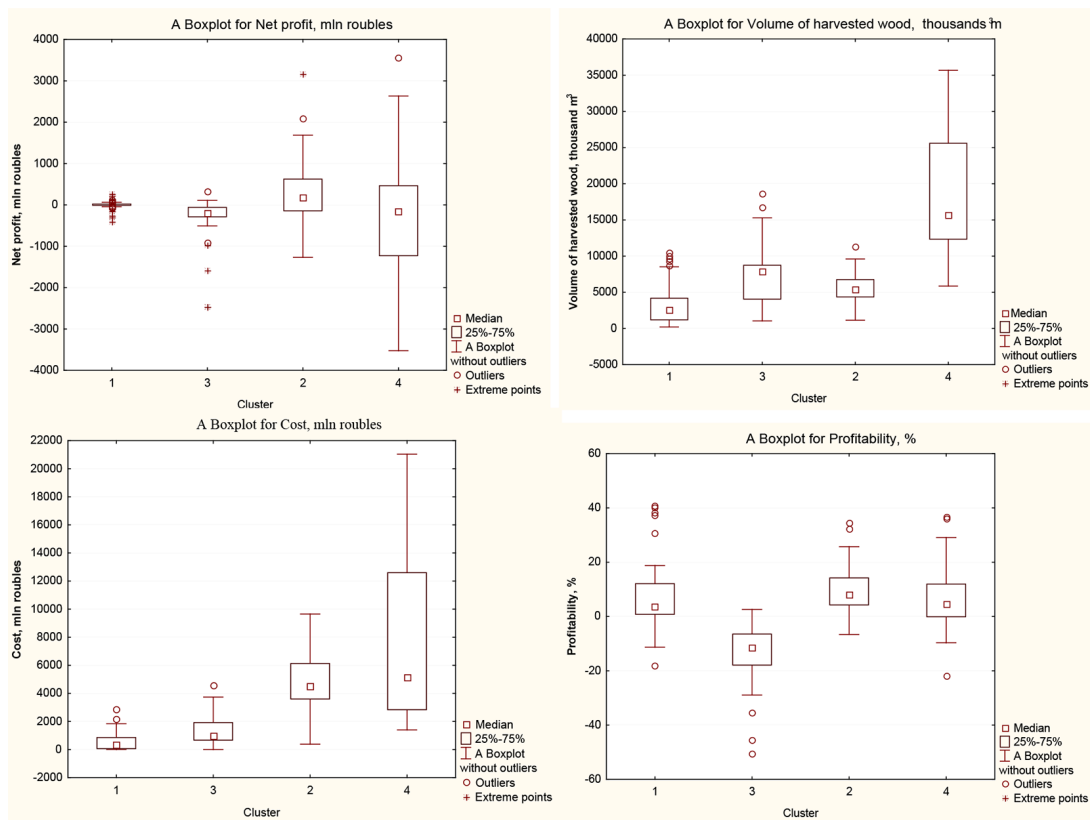 A Boxplot for Net profit, mln roubles
4000
3000
2000
1000
0
-1000
-2000
-3000
-4000
Net profit, mln roubles
1
3
2
4
Cluster
Median
25%-75%
A Boxplot
without outliers
Outliers
Extreme points
A Boxplot for Volume of harvested wood, thousands ³m
40000
35000
30000
25000
20000
15000
10000
5000
0
-5000
Volume of harvested wood, thousand m³
1
3
2
4
Cluster
Median
25%-75%
A Boxplot
without outliers
Outliers
Extreme points
A Boxplot for Cost, mln roubles
22000
20000
18000
16000
14000
12000
10000
8000
6000
4000
2000
0
-2000
Cost, mln roubles
1
3
2
4
Cluster
Median
25%-75%
A Boxplot
without outliers
Outliers
Extreme points
A Boxplot for Profitability, %
60
40
20
0
-20
-40
-60
Profitability, %
1
3
2
4
Cluster
Median
25%-75%
A Boxplot
without outliers
Outliers
Extreme points